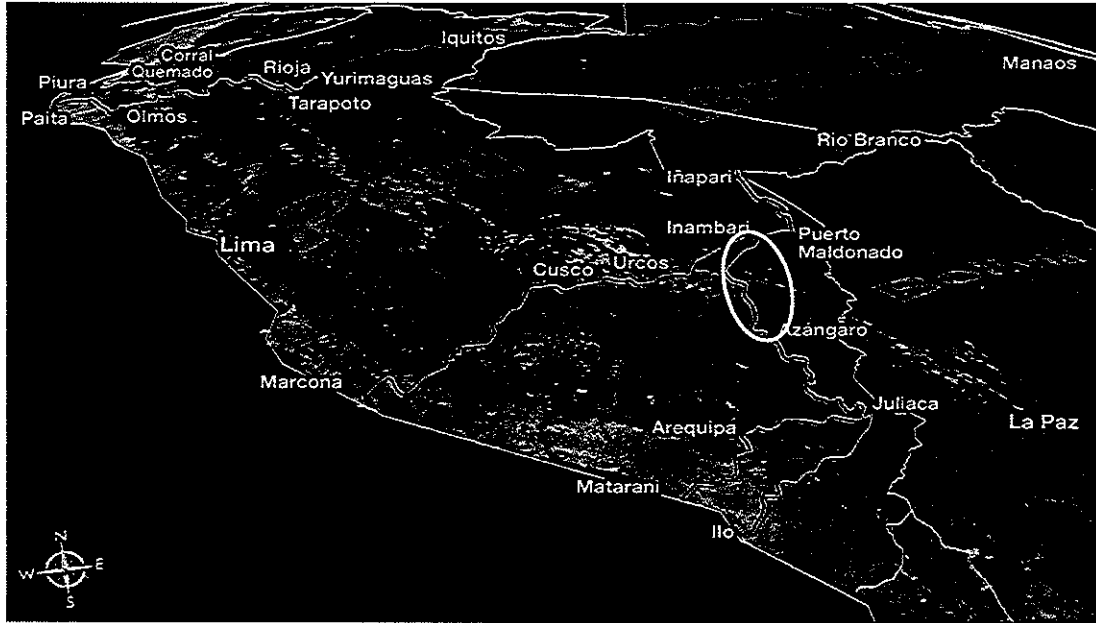 Iquitos
Corral
Quemado
Rioja
Yurimaguas
Manaos
Piura
Tarapoto
Paita
Olmos
Rio Branco
Iñapari
Inambari
Puerto
Maldonado
Lima
Cusco
Urcos
Azángaro
Marcona
Juliaca
Arequipa
La Paz
Matarani
Ilo
N
W
E
S